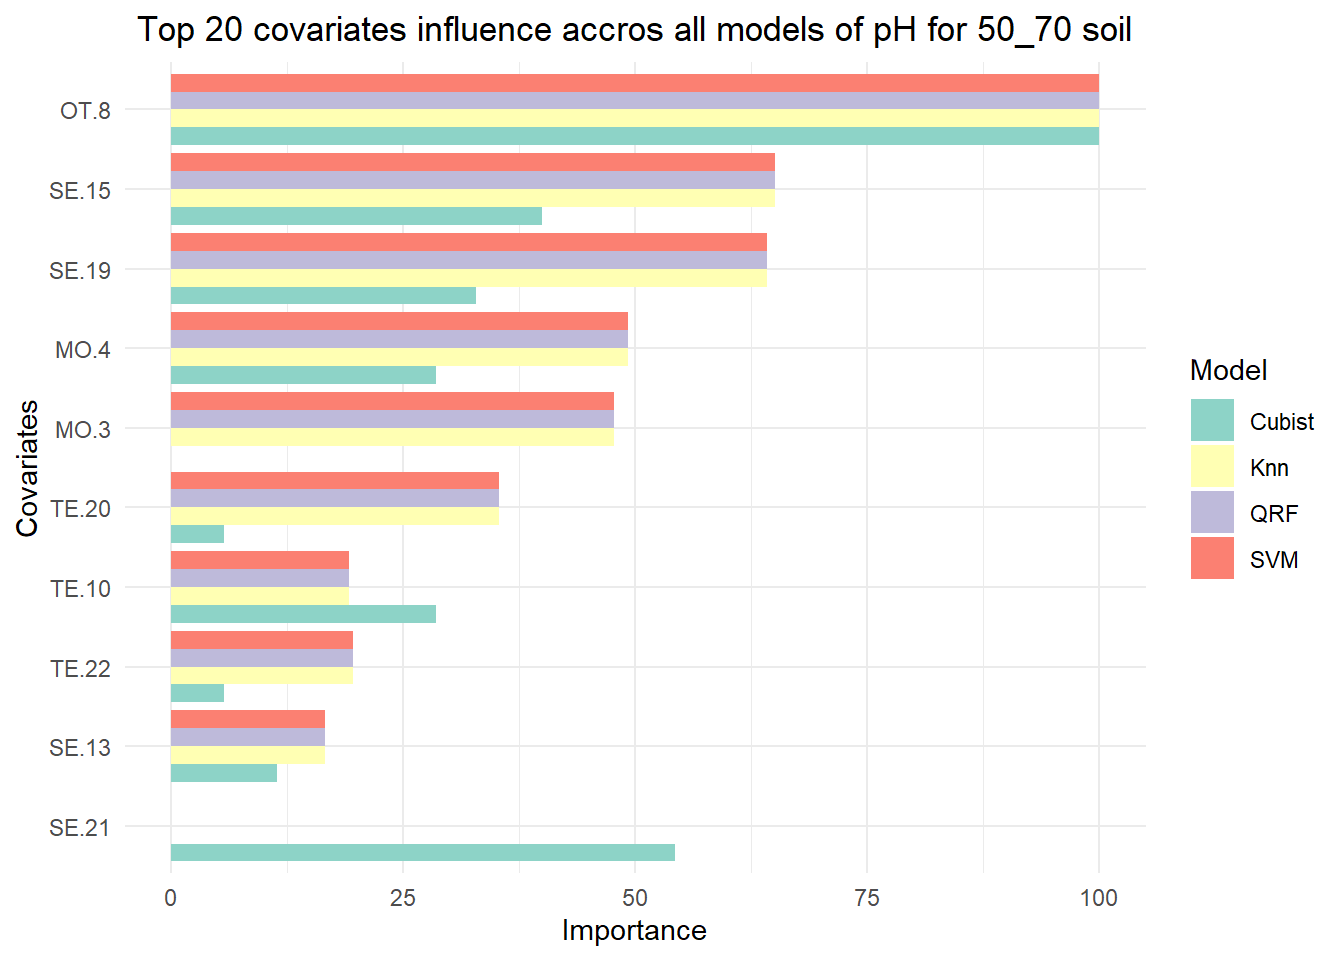 Top 20 covariates influence accros all models of pH for 50_70 soil
Covariates
OT.8
SE.15
SE.19
MO.4
MO.3
TE.20
TE.10
TE.22
SE.13
SE.21
0 25 50 75 100
Importance
Model
Cubist
Knn
QRF
SVM